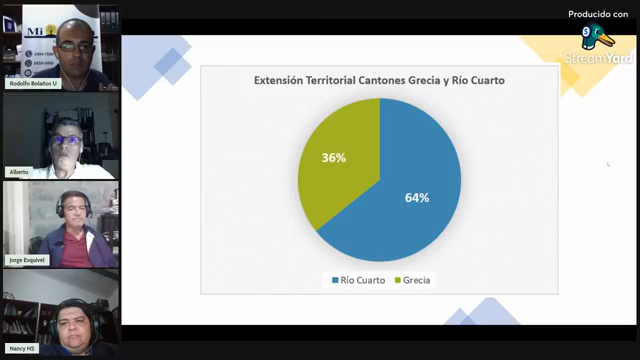 Producido con
StreamYard
Mi
Rodolfo Bolaños U
Alberto
Jorge Esquivel
Nancy HS
Extensión Territorial Cantones Grecia y Río Cuarto
36%
64%
Río Cuarto
Grecia